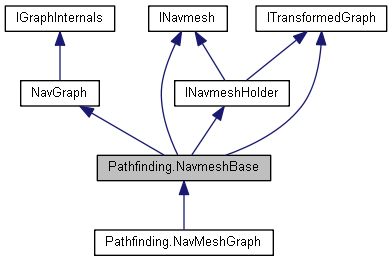 IGraphInternals
INavmesh
ITransformedGraph
NavGraph
INavmeshHolder
Pathfinding.NavmeshBase
Pathfinding.NavMeshGraph